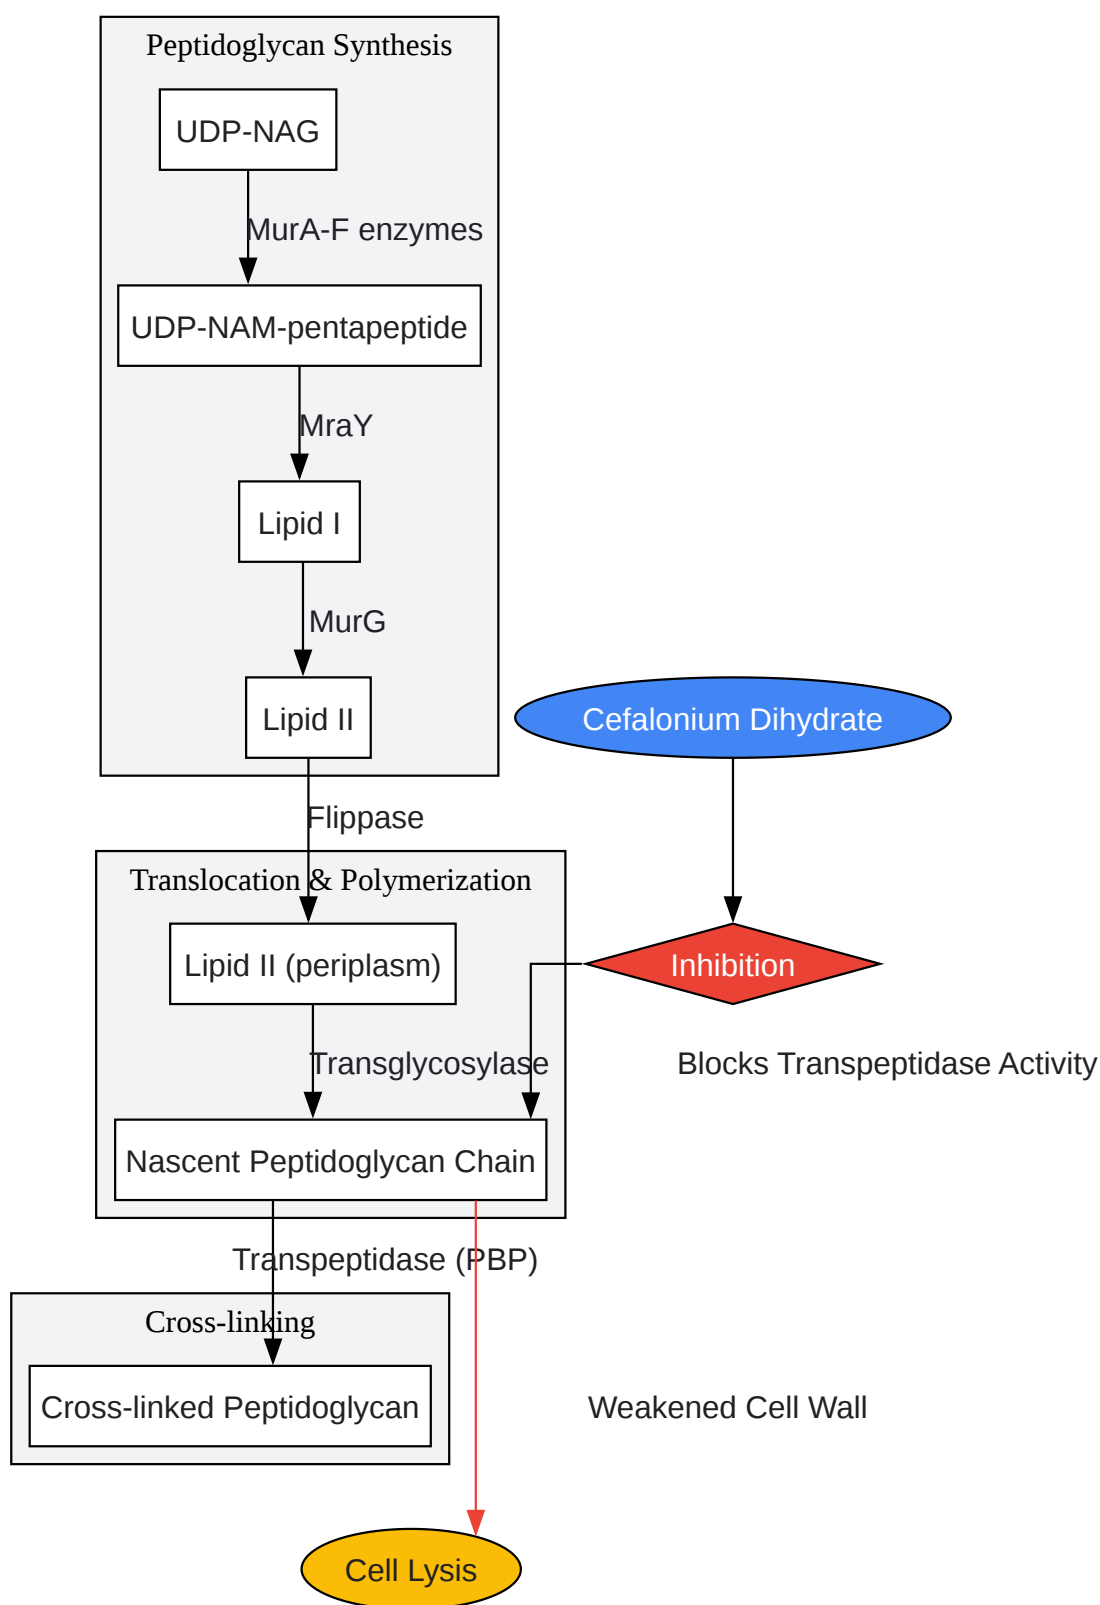 Peptidoglycan Synthesis
UDP-NAG
MurA-F enzymes
UDP-NAM-pentapeptide
MraY
Lipid I
MurG
Lipid II
Cefalonium Dihydrate
Flippase
Translocation & Polymerization
Lipid II (periplasm)
Inhibition
Transglycosylase
Blocks Transpeptidase Activity
Nascent Peptidoglycan Chain
Transpeptidase (PBP)
Cross-linking
Cross-linked Peptidoglycan
Weakened Cell Wall
Cell Lysis